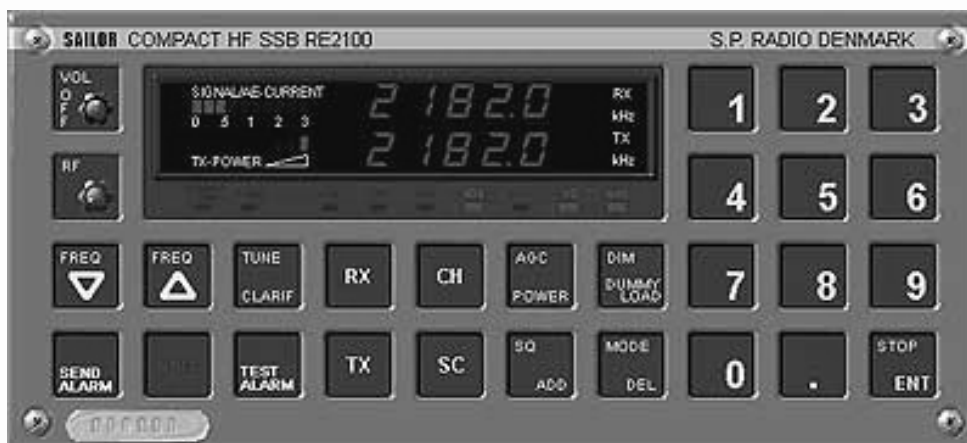 SAILOR COMPACT HF SSB RE2100 S.P. RADIO DENMARK
VOL
OFF
SIGNAL/AE-CURRENT 2182.0 RX
kHz
0 .5 1 2 3
TX-POWER 2182.0 TX
kHz
1 2 3
RF
4 5 6
FREQ FREQ TUNE
CLARIF
RX CH
AGC
POWER
DIM
DUMMY
LOAD
7 8 9
SEND
ALARM
TEST
ALARM
TX SC
SQ
ADD
MODE
DEL
0 .
STOP
ENT